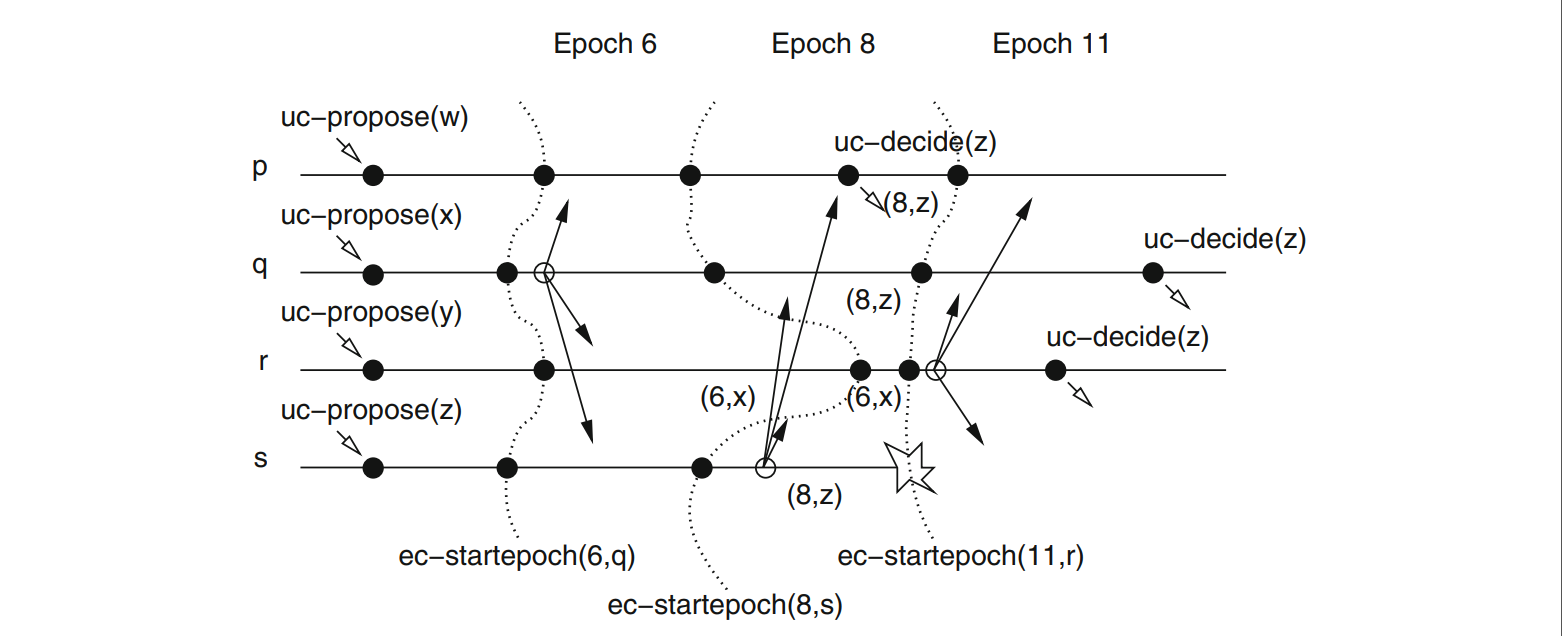 Epoch 6
Epoch 8
Epoch 11
uc−propose(w)
uc−decide(z)
p
(8,z)
uc−propose(x)
uc−decide(z)
q
(8,z)
uc−propose(y)
uc−decide(z)
r
(6,x)
(6,x)
uc−propose(z)
s
(8,z)
ec−startepoch(6,q)
ec−startepoch(11,r)
ec−startepoch(8,s)